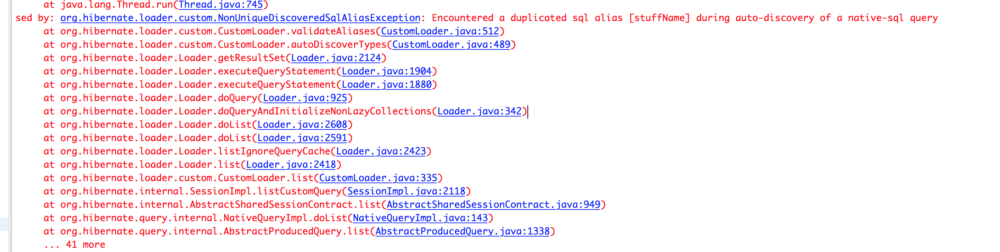 at java.lang.Thread.run(Thread.java:745)
sed by: org.hibernate.loader.custom.NonUniqueDiscoveredSqlAliasException: Encountered a duplicated sql alias [stuffName] during auto-discovery of a native-sql query
at org.hibernate.loader.custom.CustomLoader.validateAliases(CustomLoader.java:512)
at org.hibernate.loader.custom.CustomLoader.autoDiscoverTypes(CustomLoader.java:489)
at org.hibernate.loader.Loader.getResultSet(Loader.java:2124)
at org.hibernate.loader.Loader.executeQueryStatement(Loader.java:1904)
at org.hibernate.loader.Loader.executeQueryStatement(Loader.java:1880)
at org.hibernate.loader.Loader.doQuery(Loader.java:925)
at org.hibernate.loader.Loader.doQueryAndInitializeNonLazyCollections(Loader.java:342)
at org.hibernate.loader.Loader.doList(Loader.java:2608)
at org.hibernate.loader.Loader.doList(Loader.java:2591)
at org.hibernate.loader.Loader.listIgnoreQueryCache(Loader.java:2423)
at org.hibernate.loader.Loader.list(Loader.java:2418)
at org.hibernate.loader.custom.CustomLoader.list(CustomLoader.java:335)
at org.hibernate.internal.SessionImpl.listCustomQuery(SessionImpl.java:2118)
at org.hibernate.internal.AbstractSharedSessionContract.list(AbstractSharedSessionContract.java:949)
at org.hibernate.query.internal.NativeQueryImpl.doList(NativeQueryImpl.java:143)
at org.hibernate.query.internal.AbstractProducedQuery.list(AbstractProducedQuery.java:1338)
... 41 more